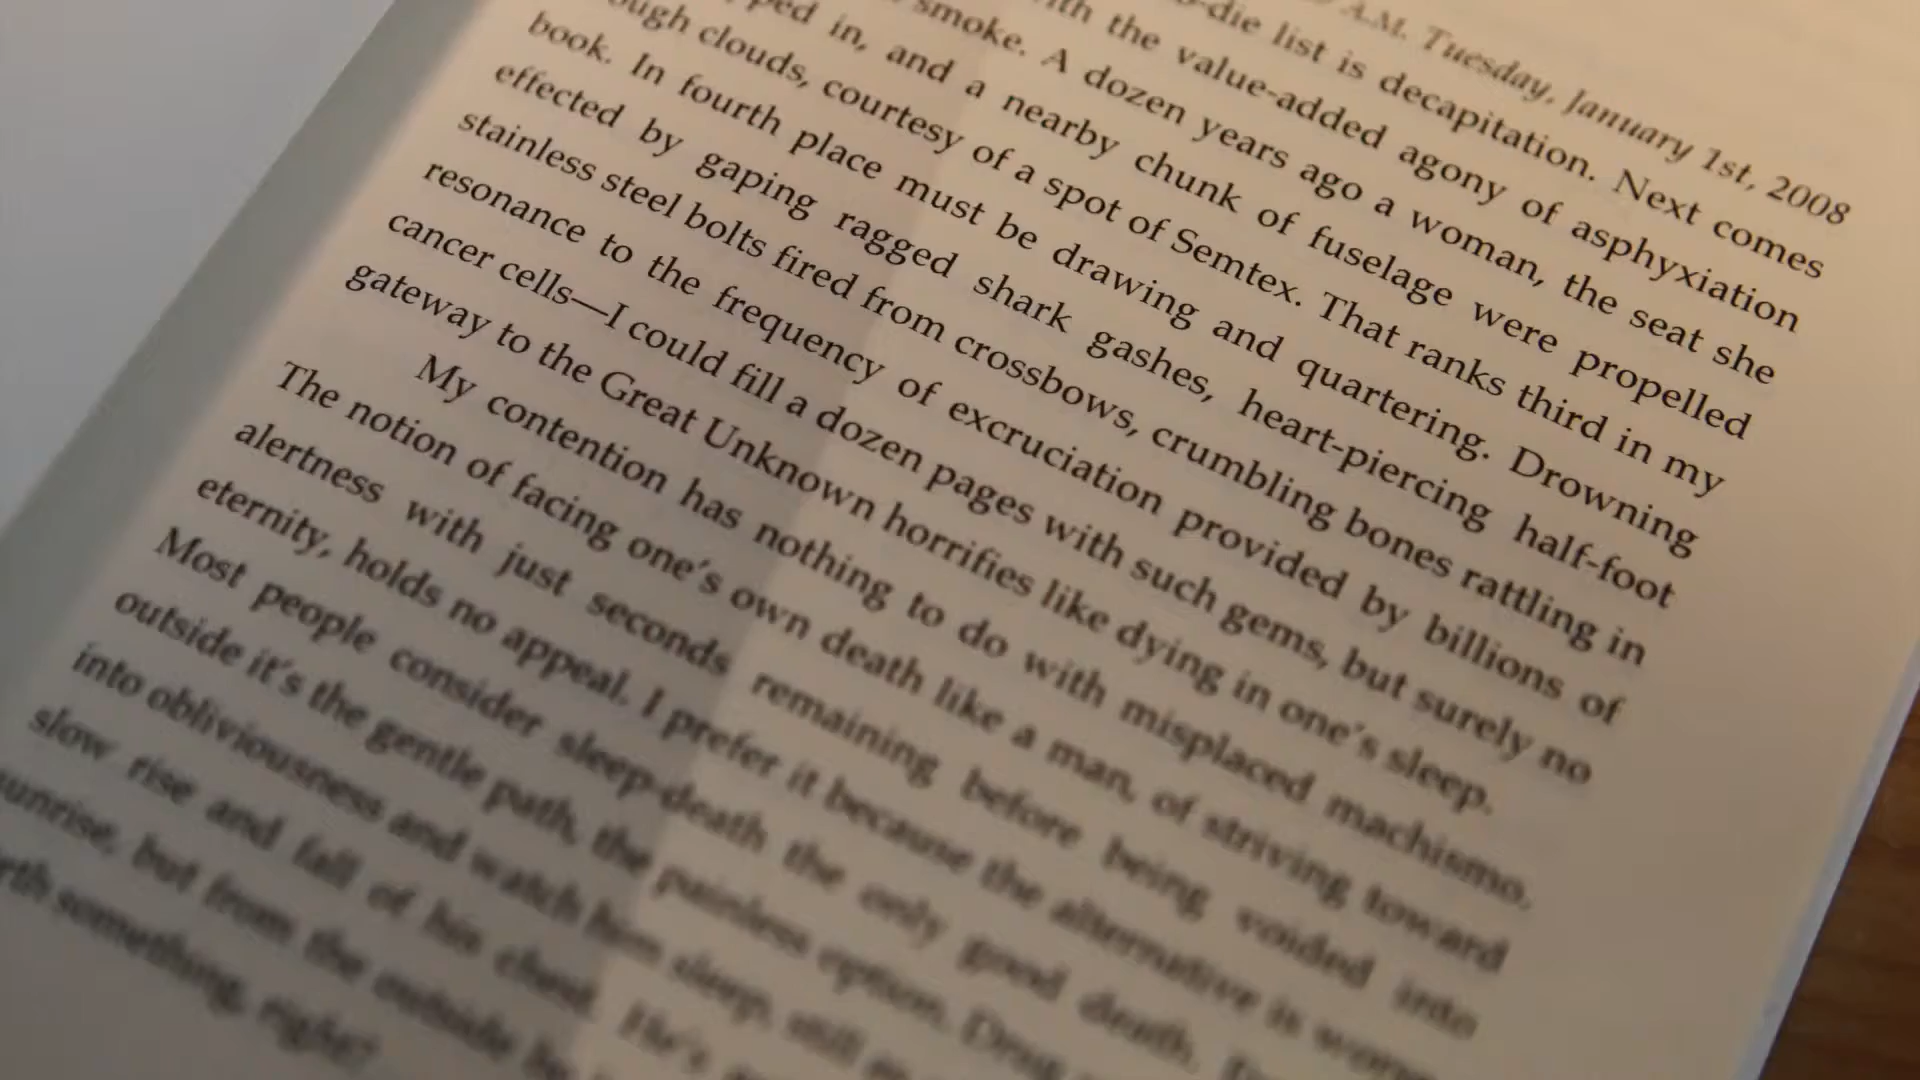 A.M. Tuesday, January 1st, 2008
die list is decapitation. Next comes
the value-added agony of asphyxiation
smoke. A dozen years ago a woman, the seat she
in, and a nearby chunk of fuselage were propelled
clouds, courtesy of a spot of Semtex. That ranks third in my
book. In fourth place must be drawing and quartering. Drowning
effected by gaping ragged shark gashes, heart-piercing half-foot
stainless steel bolts fired from crossbows, crumbling bones rattling in
resonance to the frequency of excruciation provided by billions of
cancer cells—I could fill a dozen pages with such gems, but surely no
gateway to the Great Unknown horrifies like dying in one's sleep.
My contention has nothing to do with misplaced machismo.
The notion of facing one's own death like a man, of striving toward
alertness with just seconds remaining before being voided into
eternity, holds no appeal. I prefer it because the alternative is
Most people consider sleep-death the only good death.
outside it's the gentle path, the painless option. Drug
into obliviousness and watch him sleep, still
slow rise and fall of his chest. He's
sunrise, but from the outside
something, right?